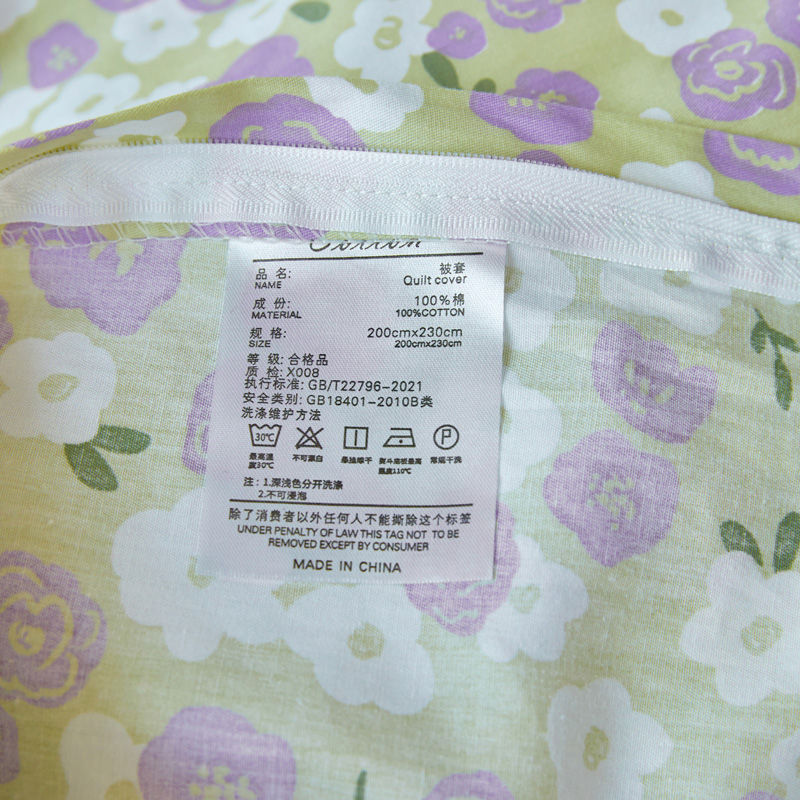 Cotton
品 名: 被套
NAME Quilt cover
成 份: 100%棉
MATERIAL 100%COTTON
规 格: 200cmx230cm
SIZE 200cmx230cm
等 级: 合格品
质 检: X008
执行标准: GB/T22796-2021
安全类别: GB18401-2010B类
洗涤维护方法
30℃ P
最高温 不可漂白 悬挂晾干 熨斗底板最高 常规干洗
度30℃ 温度110℃
注: 1.深浅色分开洗涤
2.不可浸泡
除了消费者以外任何人不能撕除这个标签
UNDER PENALTY OF LAW THIS TAG NOT TO BE
REMOVED EXCEPT BY CONSUMER
MADE IN CHINA